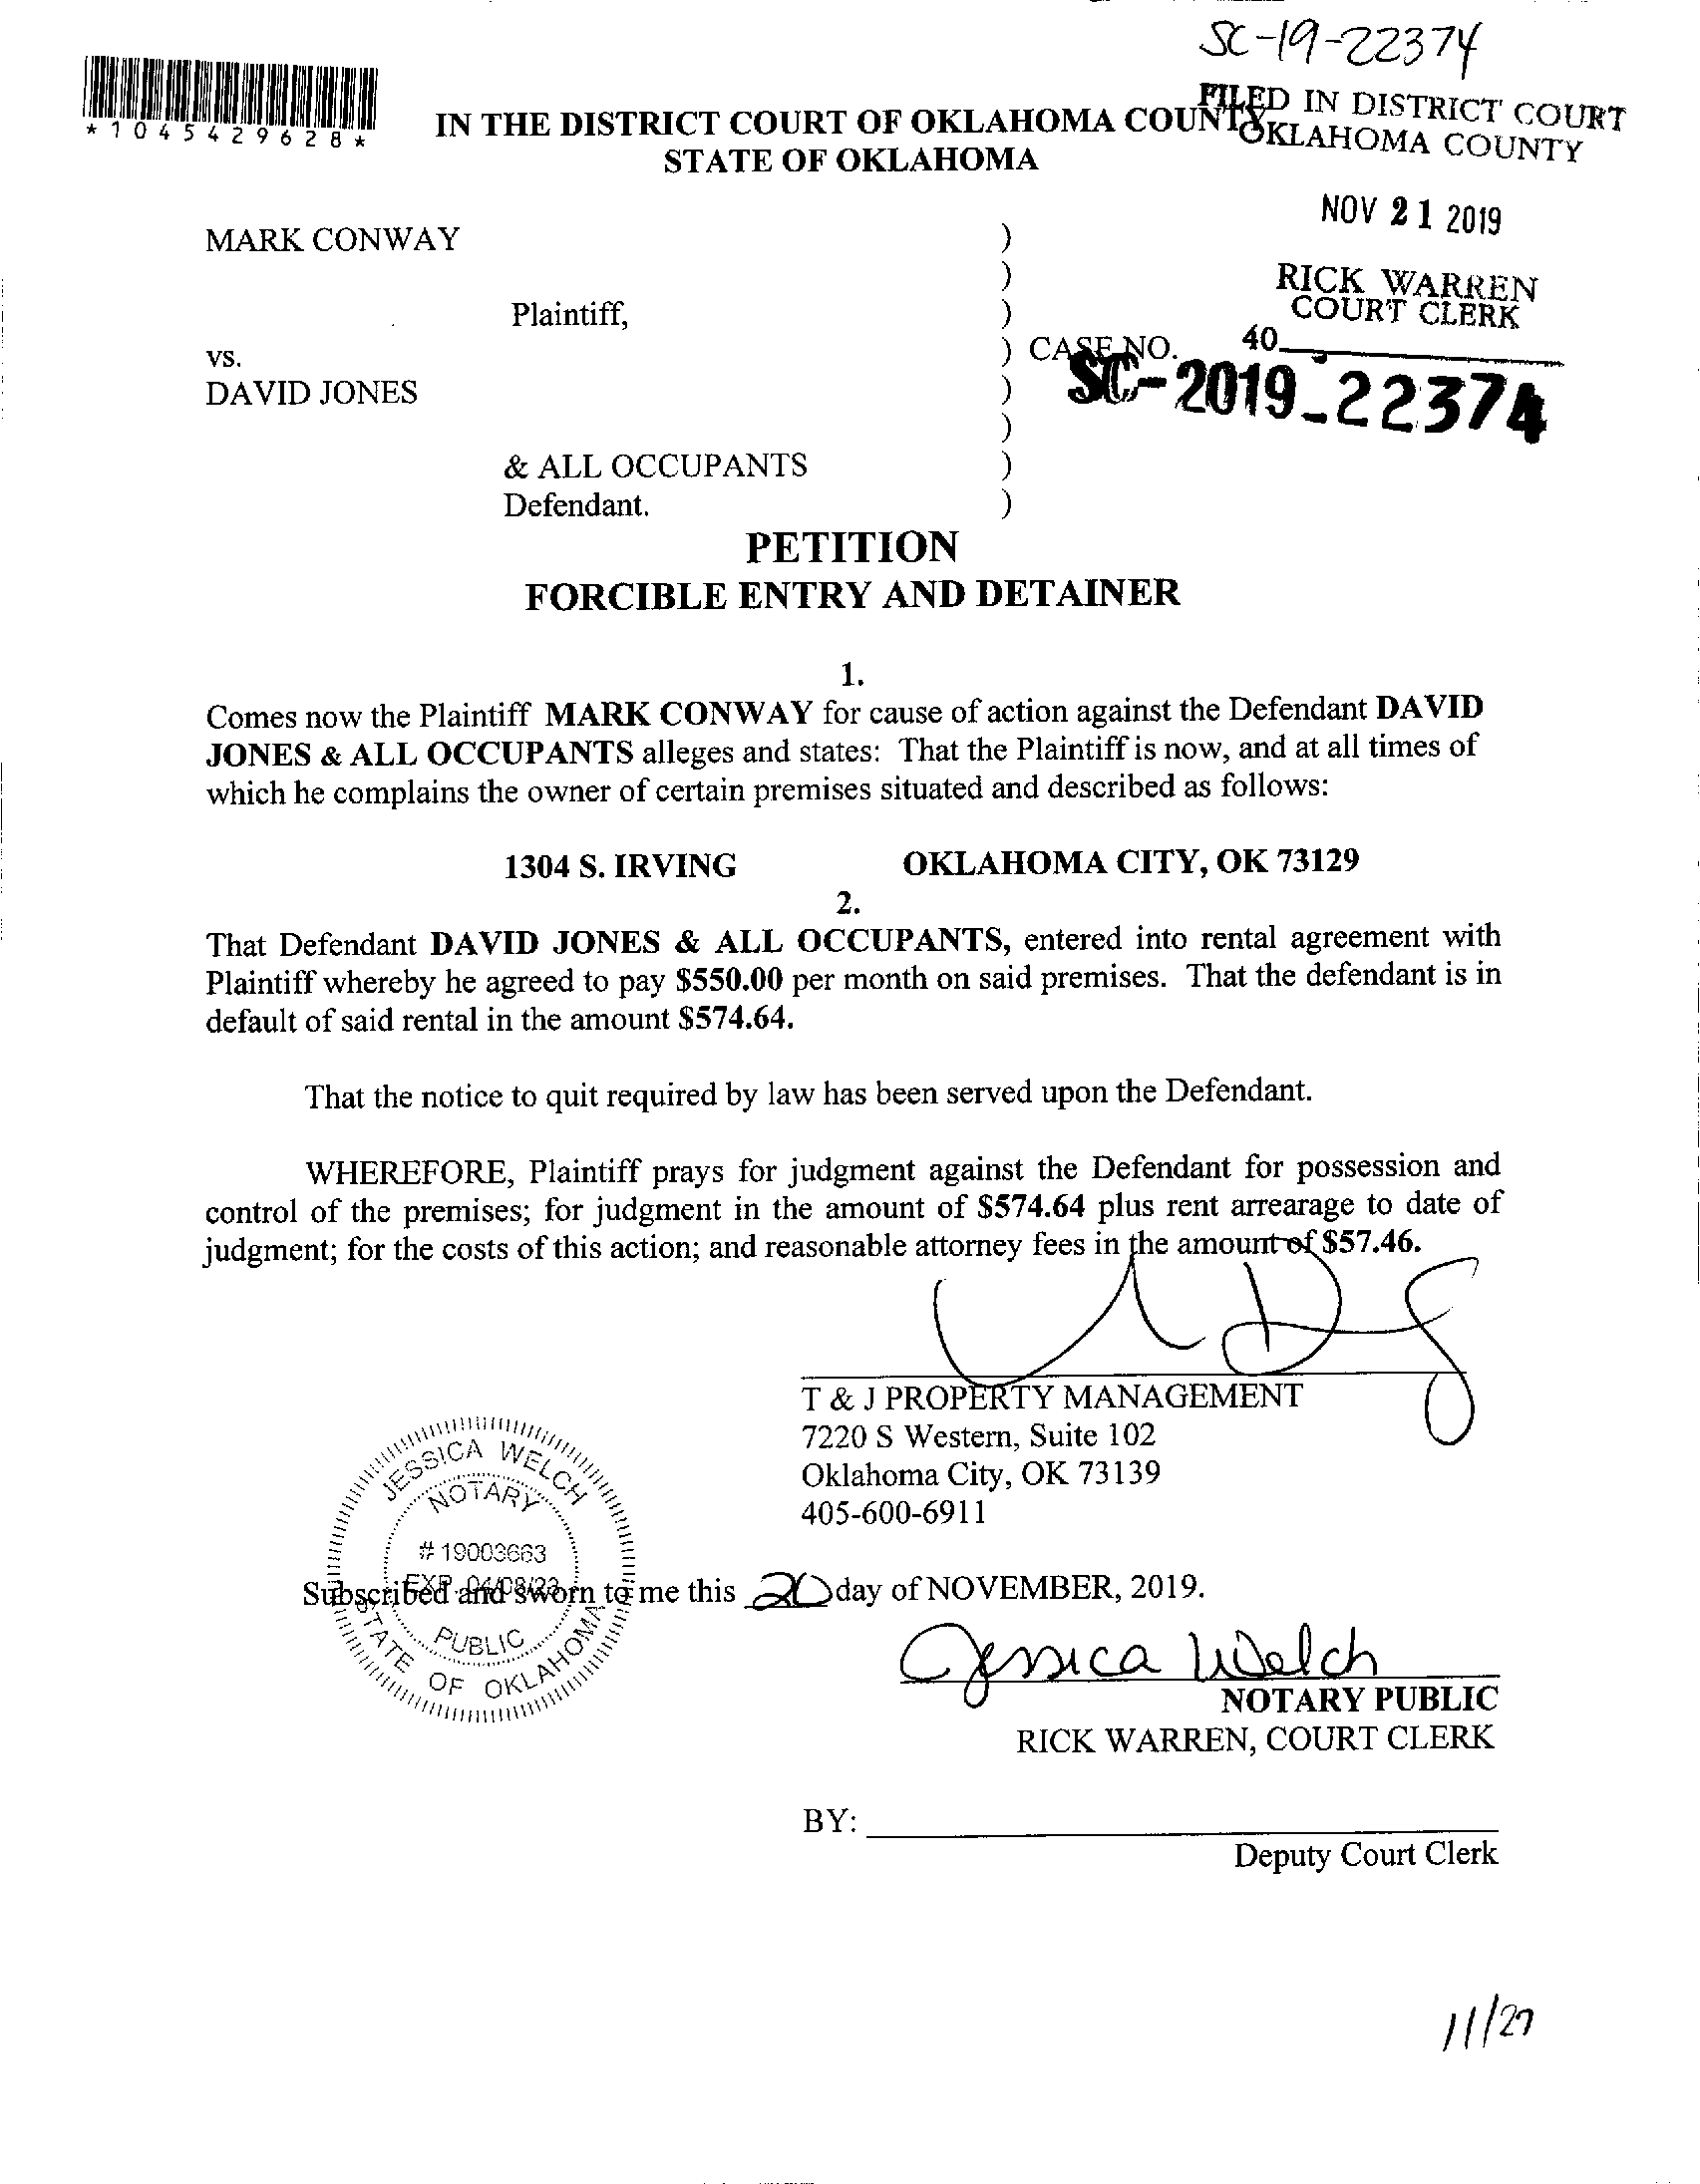 SC-19-22374
*1045429628*
IN THE DISTRICT COURT OF OKLAHOMA COUNTY
STATE OF OKLAHOMA
FILED IN DISTRICT COURT
OKLAHOMA COUNTY
NOV 21 2019
RICK WARREN
COURT CLERK
40
MARK CONWAY )
)
Plaintiff, )
vs. ) CASE NO.
SC-2019-22374
DAVID JONES )
)
& ALL OCCUPANTS )
Defendant. )
PETITION
FORCIBLE ENTRY AND DETAINER
1.
Comes now the Plaintiff MARK CONWAY for cause of action against the Defendant DAVID
JONES & ALL OCCUPANTS alleges and states: That the Plaintiff is now, and at all times of
which he complains the owner of certain premises situated and described as follows:
1304 S. IRVING OKLAHOMA CITY, OK 73129
2.
That Defendant DAVID JONES & ALL OCCUPANTS, entered into rental agreement with
Plaintiff whereby he agreed to pay $550.00 per month on said premises. That the defendant is in
default of said rental in the amount $574.64.
That the notice to quit required by law has been served upon the Defendant.
WHEREFORE, Plaintiff prays for judgment against the Defendant for possession and
control of the premises; for judgment in the amount of $574.64 plus rent arrearage to date of
judgment; for the costs of this action; and reasonable attorney fees in the amount of $57.46.
T & J PROPERTY MANAGEMENT
7220 S Western, Suite 102
Oklahoma City, OK 73139
405-600-6911
JESSICA WELCH
NOTARY
# 19003663
EXP. 04/08/23
PUBLIC
STATE OF OKLAHOMA
Subscribed and sworn to me this 20 day of NOVEMBER, 2019.
Jessica Welch
NOTARY PUBLIC
RICK WARREN, COURT CLERK
BY:
Deputy Court Clerk
11/27